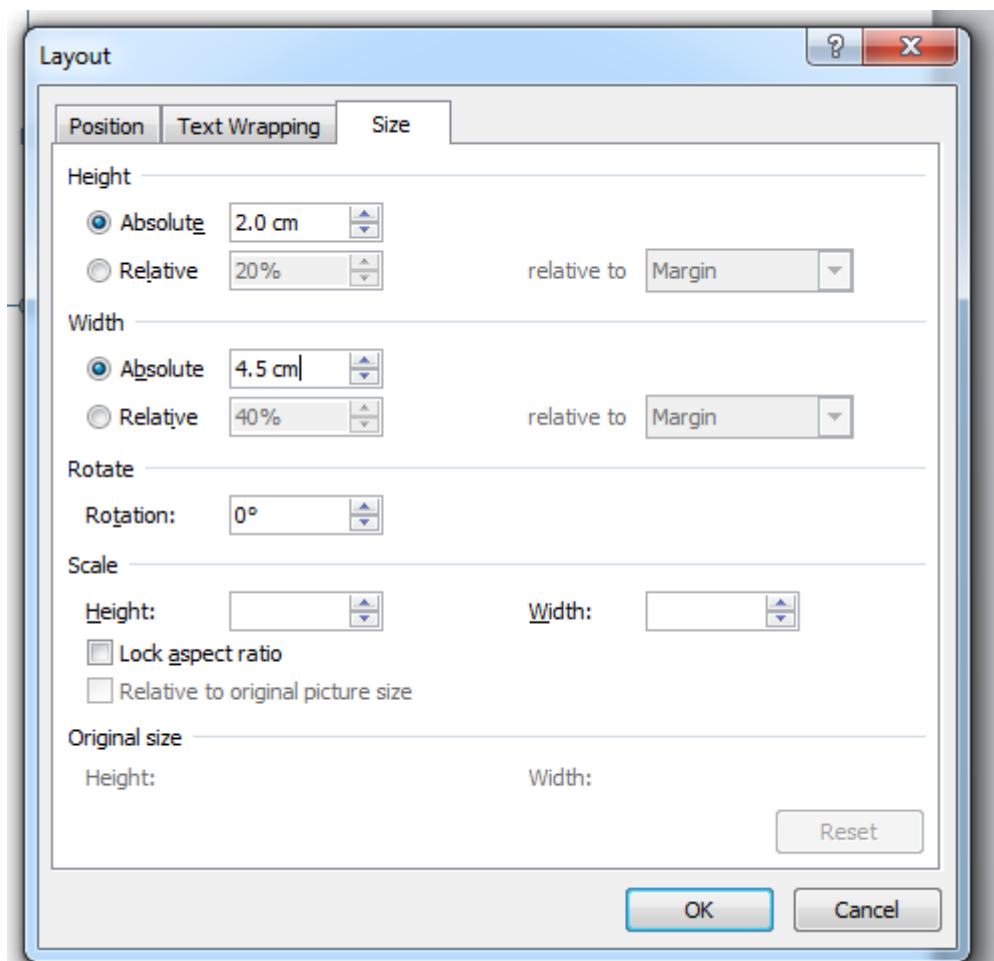 Layout
Position Text Wrapping Size
Height
Absolute 2.0 cm
Relative 20% relative to Margin
Width
Absolute 4.5 cm
Relative 40% relative to Margin
Rotate
Rotation: 0°
Scale
Height: Width:
Lock aspect ratio
Relative to original picture size
Original size
Height: Width:
Reset
OK Cancel